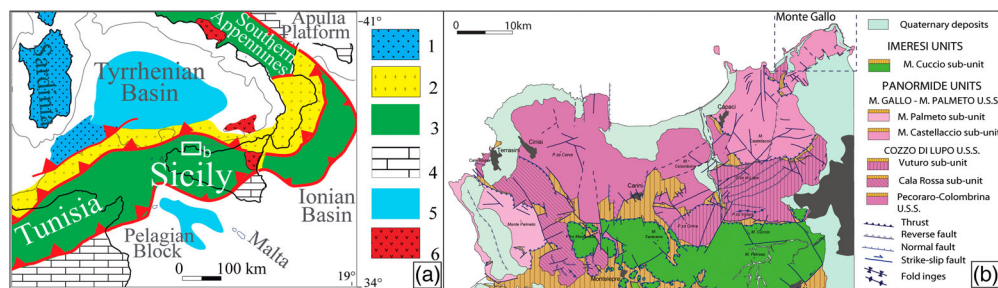 Apulia
Platform
41°
Southern
Appennines
Sardinia
Tyrrhenian
Basin
b
Sicily
Tunisia
Ionian
Basin
Pelagian
Block
Malta
0 100 km
19°
34°
1
2
3
4
5
6
(a)
0 10km
Monte Gallo
Capaci
Cinisi
Terrasini
Carini
Monte Palmeto
Quaternary deposits
IMERESI UNITS
M. Cuccio sub-unit
PANORMIDE UNITS
M. GALLO - M. PALMETO U.S.S
M. Palmeto sub-unit
M. Castellaccio sub-unit
COZZO DI LUPO U.S.S.
Vuturo sub-unit
Cala Rossa sub-unit
Pecoraro-Colombrina
U.S.S.
Thrust
Reverse fault
Normal fault
Strike-slip fault
Fold inges
(b)